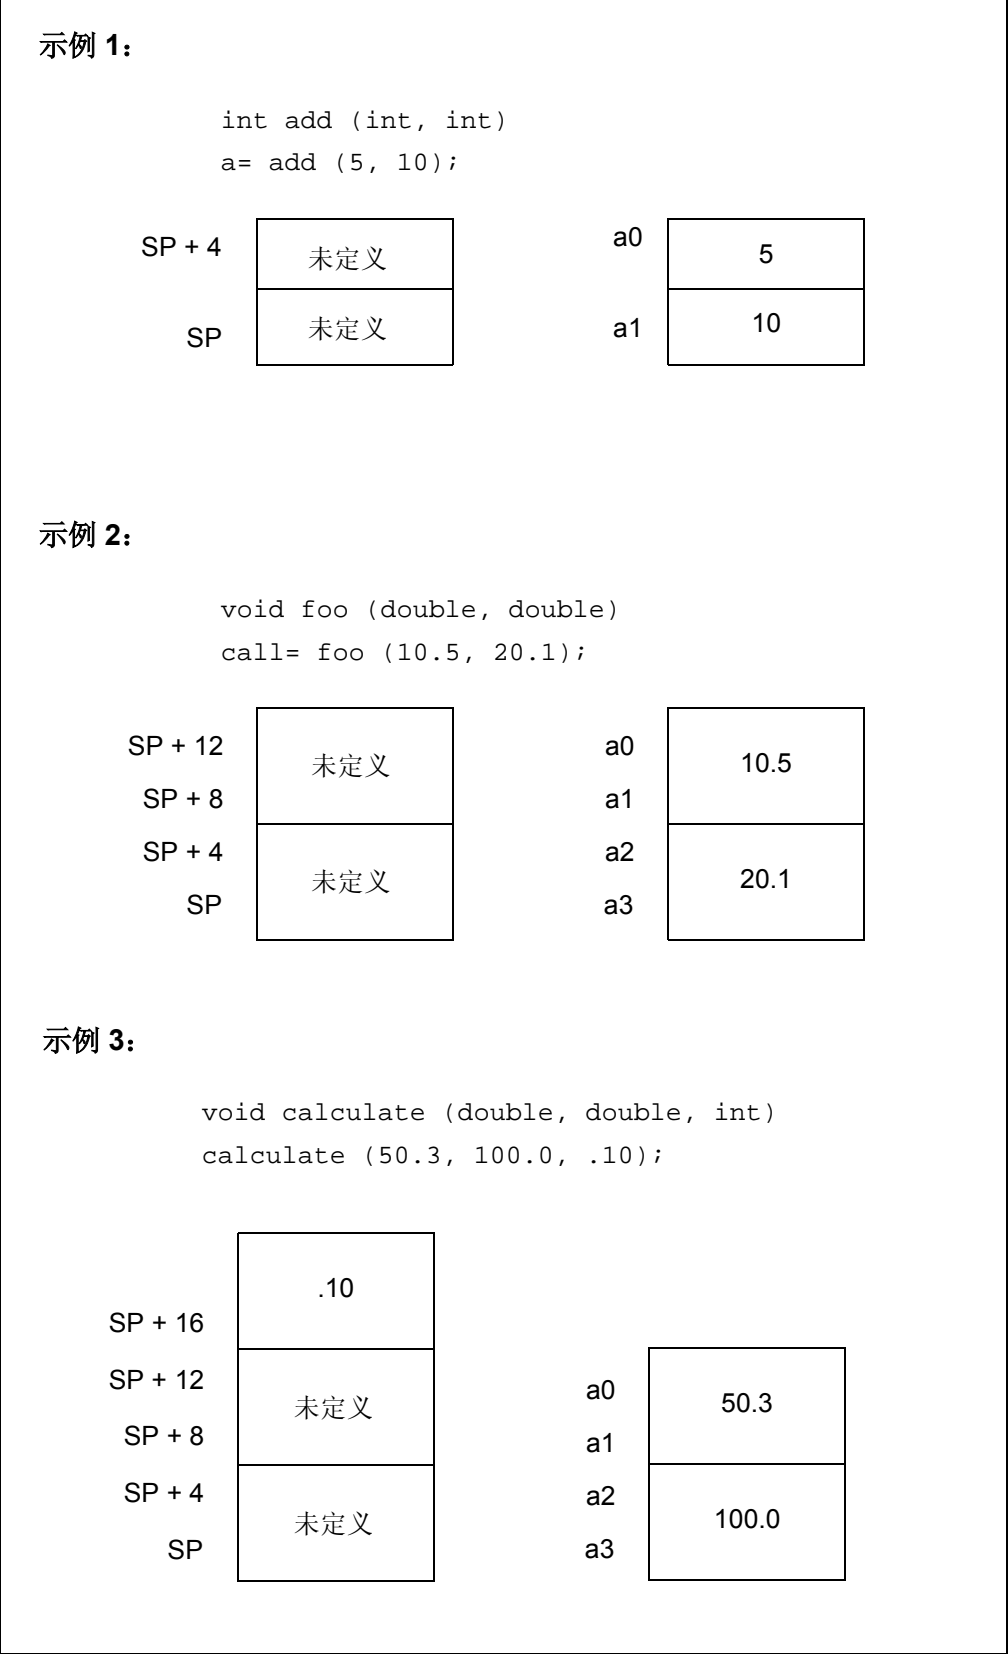 示例 1：
int add (int, int)
a= add (5, 10);
SP + 4
未定义
a0
5
SP
未定义
a1
10
示例 2：
void foo (double, double)
call= foo (10.5, 20.1);
SP + 12
SP + 8
未定义
a0
a1
10.5
SP + 4
SP
未定义
a2
a3
20.1
示例 3：
void calculate (double, double, int)
calculate (50.3, 100.0, .10);
.10
SP + 16
SP + 12
SP + 8
未定义
a0
a1
50.3
SP + 4
SP
未定义
a2
a3
100.0